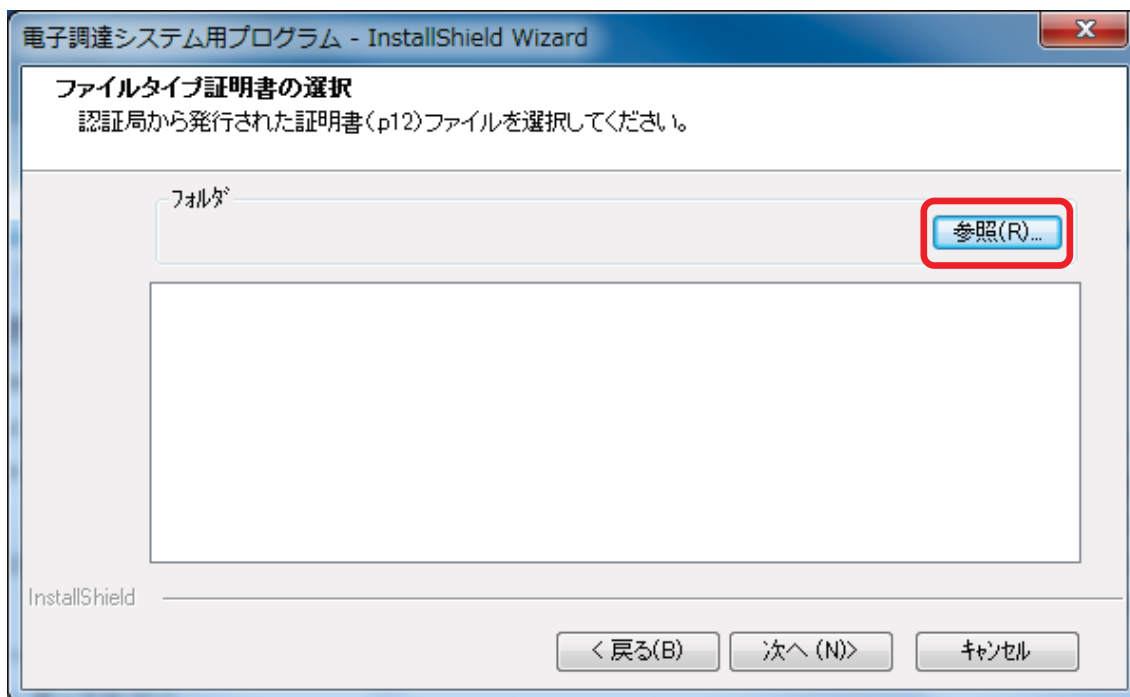 電子調達システム用プログラム - InstallShield Wizard
ファイルタイプ証明書の選択
認証局から発行された証明書(p12)ファイルを選択してください。
フォルダ
参照(R)...
InstallShield
< 戻る(B)
次へ (N)>
キャンセル